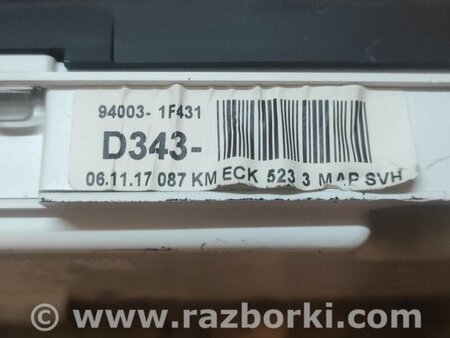 94003- 1F431
D343-
06.11.17 087 KM ECK 523 3 MAP SVH
© www.razborki.com